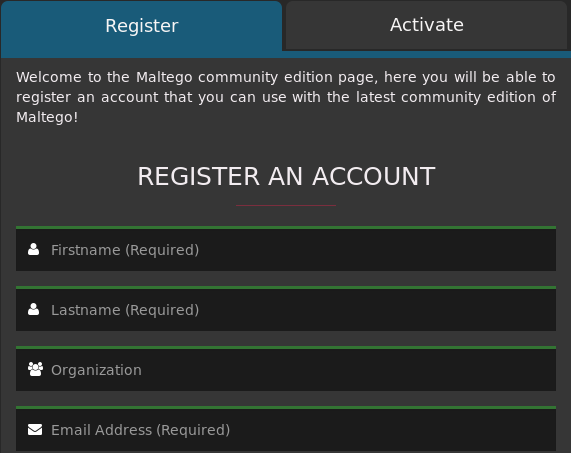 Register
Activate
Welcome to the Maltego community edition page, here you will be able to
register an account that you can use with the latest community edition of
Maltego!
REGISTER AN ACCOUNT
Firstname (Required)
Lastname (Required)
Organization
Email Address (Required)